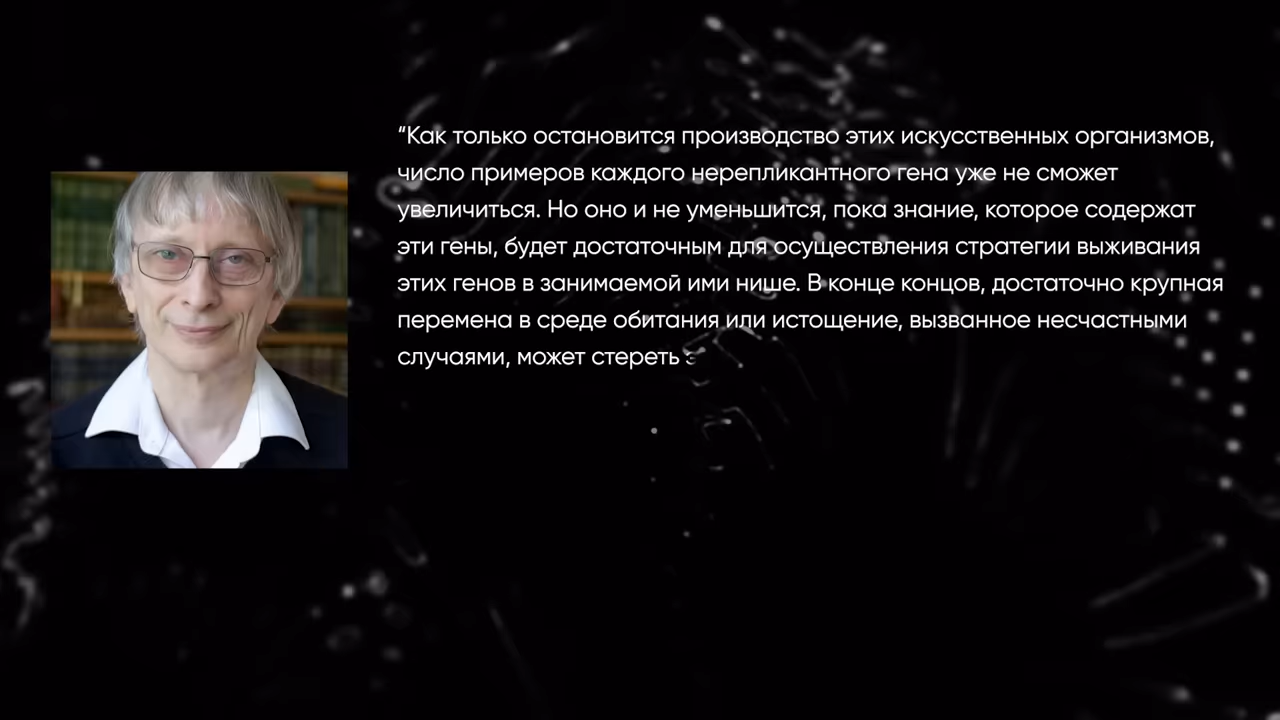 “Как только остановится производство этих искусственных организмов,
число примеров каждого нерепликантного гена уже не сможет
увеличиться. Но оно и не уменьшится, пока знание, которое содержат
эти гены, будет достаточным для осуществления стратегии выживания
этих генов в занимаемой ими нише. В конце концов, достаточно крупная
перемена в среде обитания или истощение, вызванное несчастными
случаями, может стереть